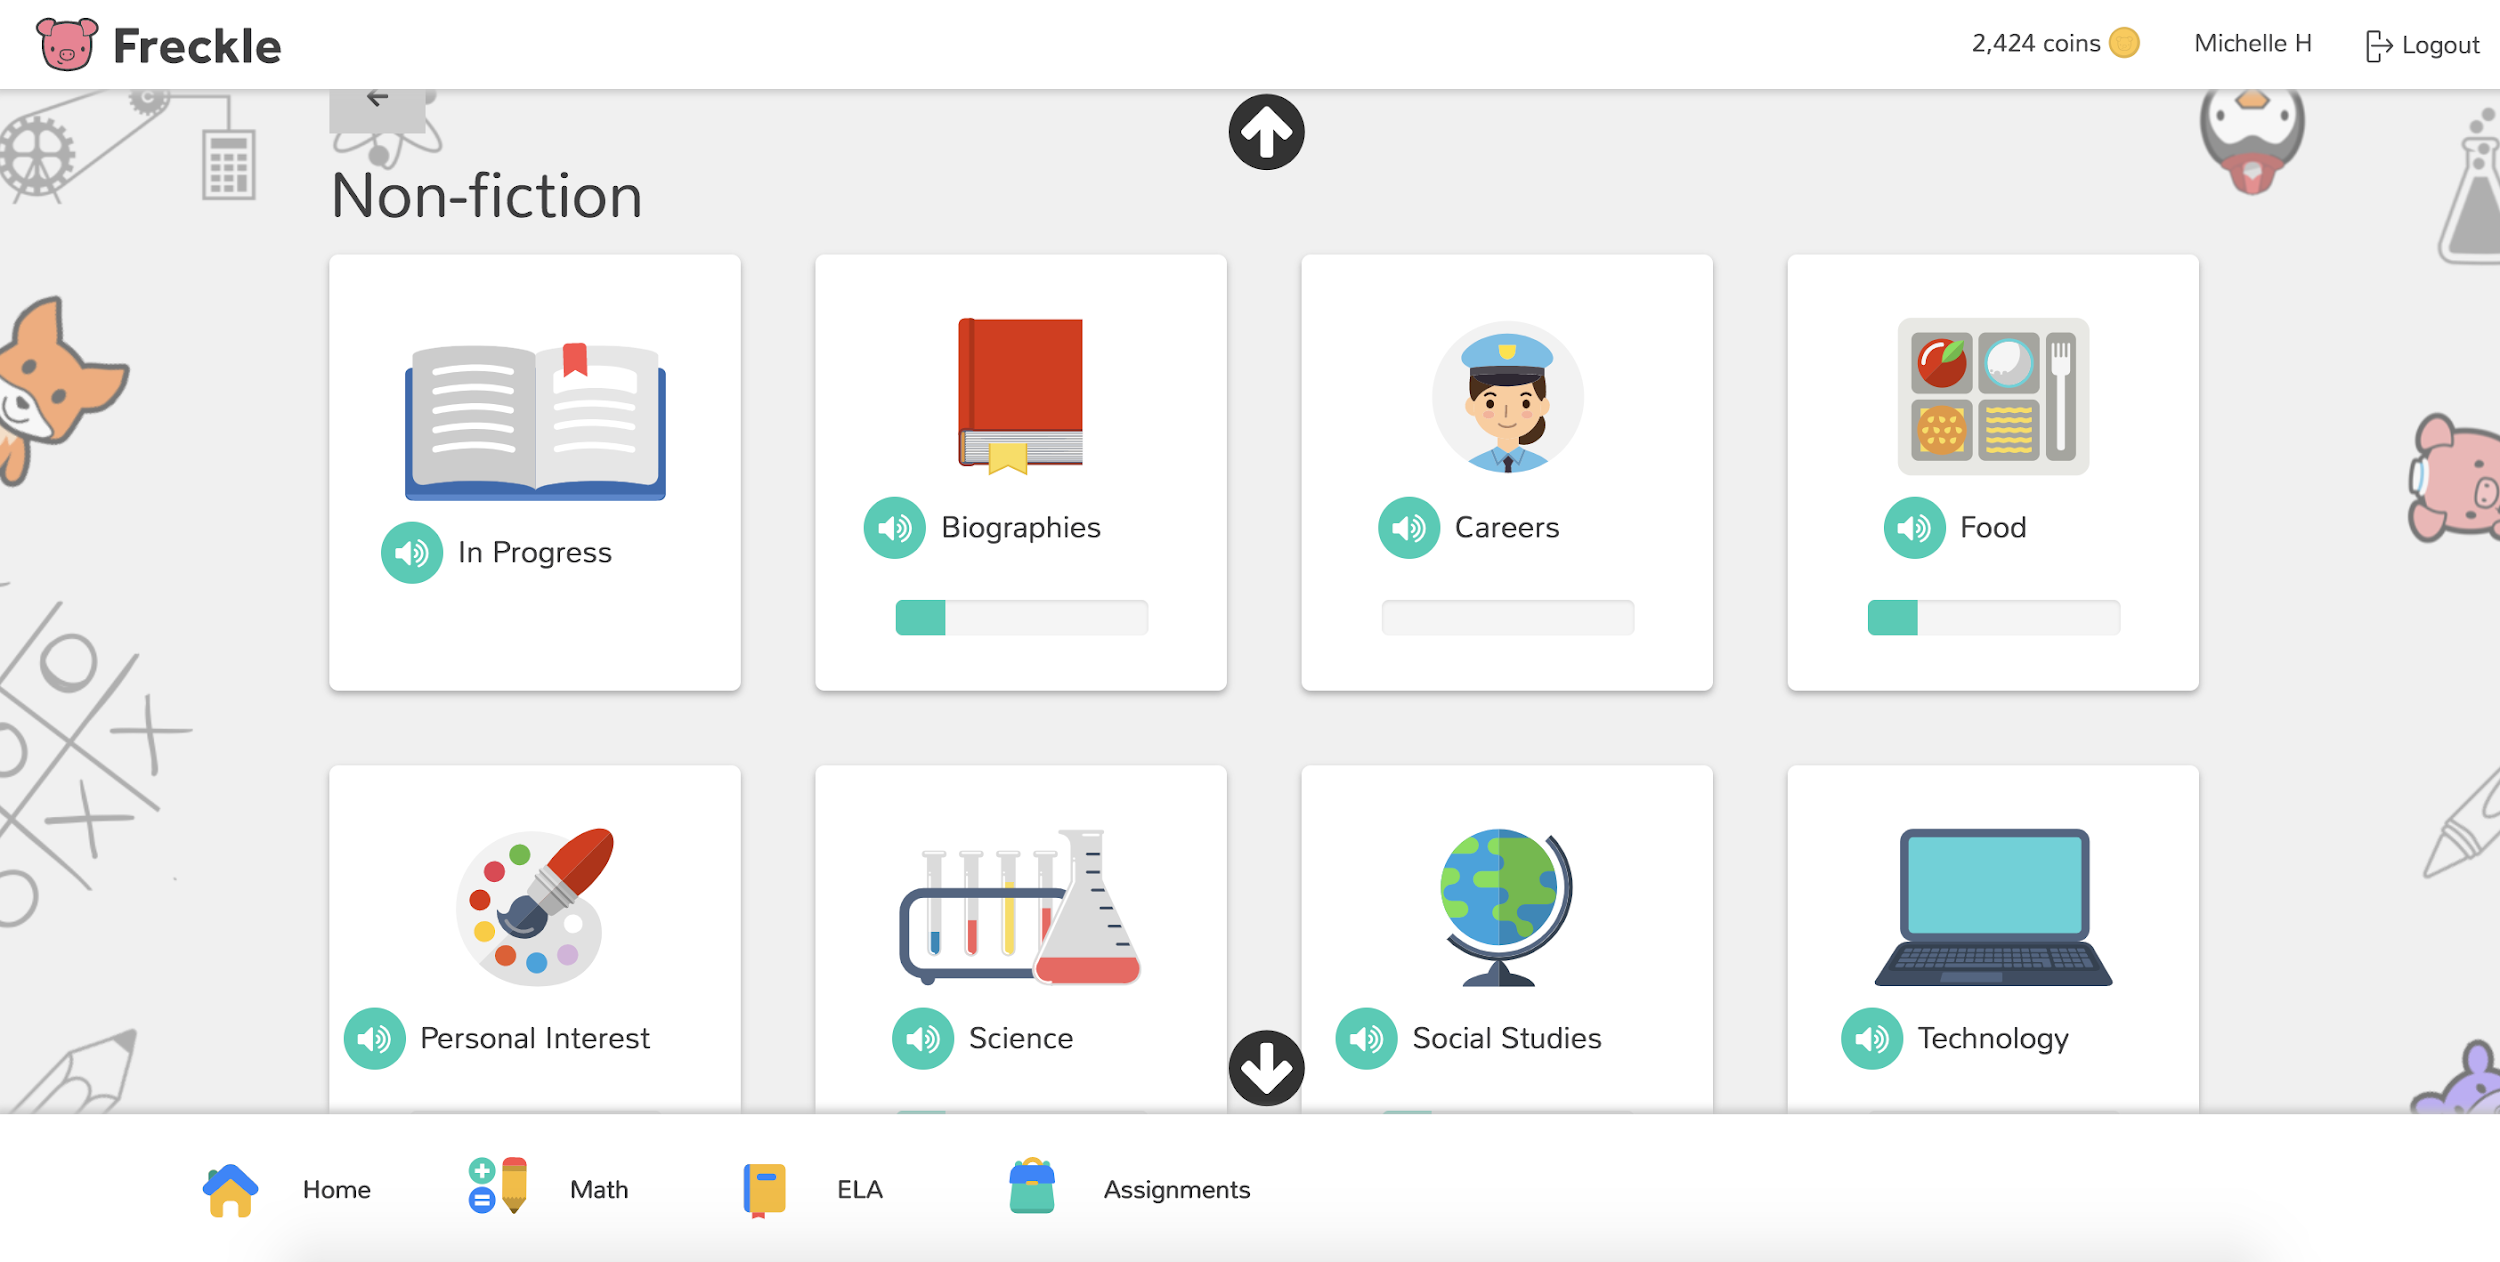 Freckle
2,424 coins
Michelle H
Logout
Non-fiction
In Progress
Biographies
Careers
Food
Personal Interest
Science
Social Studies
Technology
Home
Math
ELA
Assignments